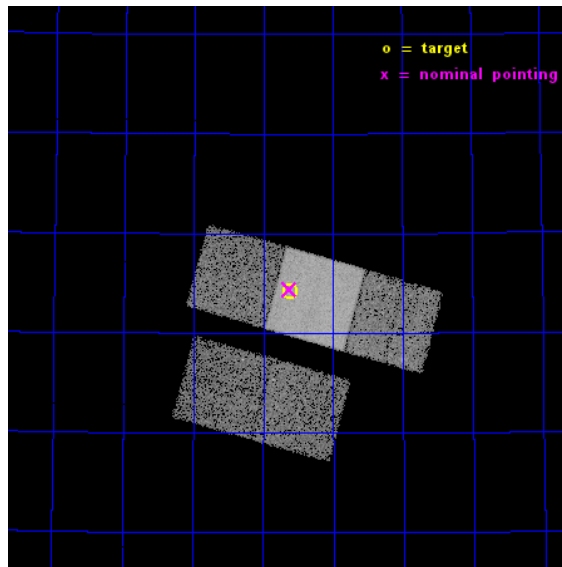 o = target
x = nominal pointing